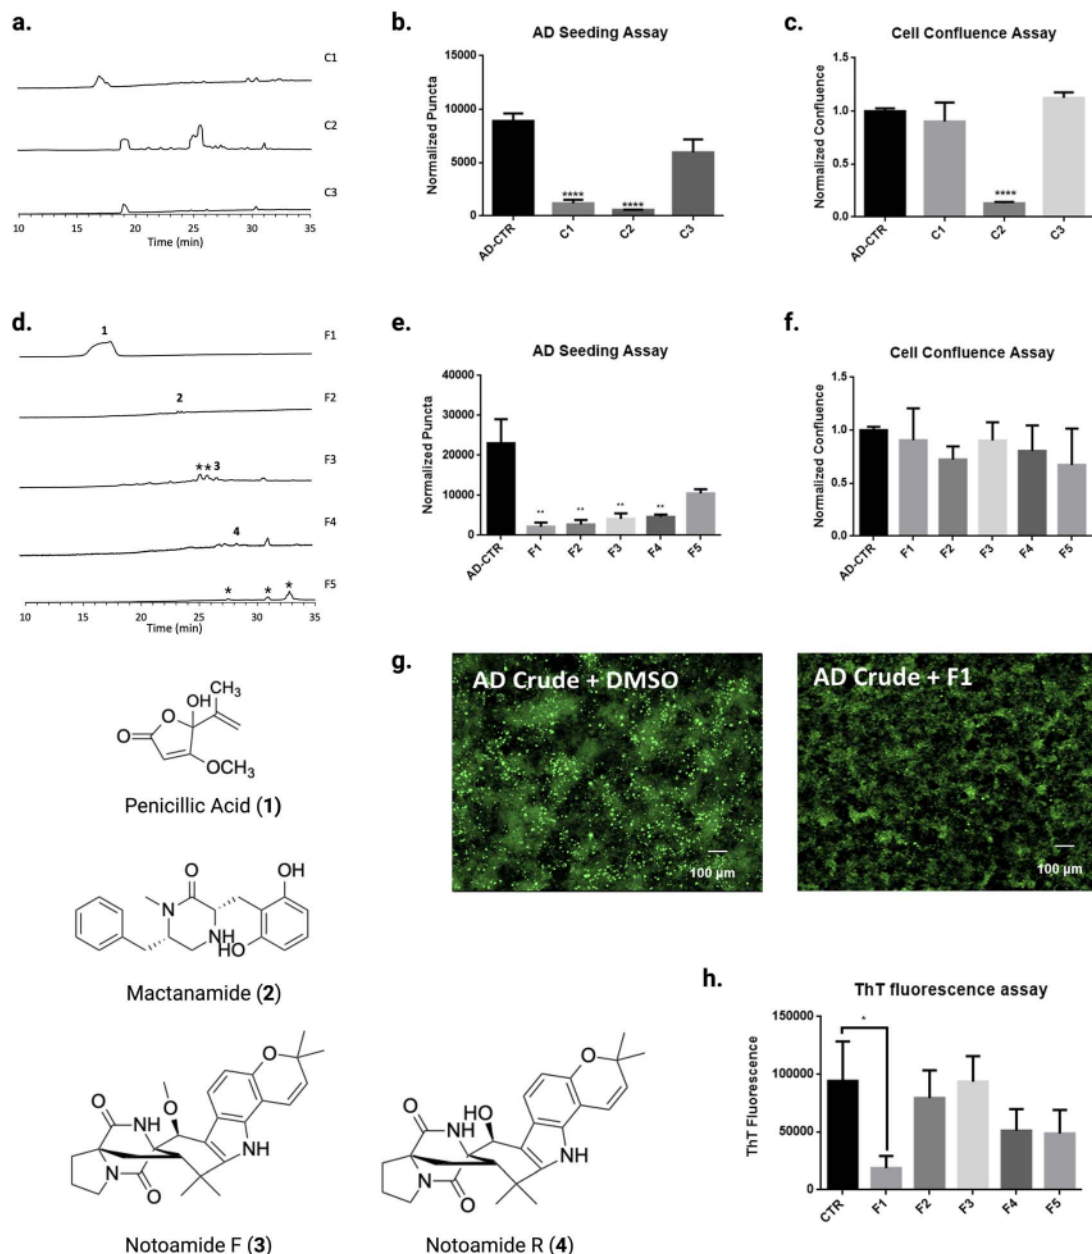 a.
C1
C2
C3
10 15 20 25 30 35
Time (min)
b.
AD Seeding Assay
Normalized Puncta
15000
10000
5000
0
****
****
AD-CTR C1 C2 C3
c.
Cell Confluence Assay
Normalized Confluence
1.5
1.0
0.5
0.0
****
AD-CTR C1 C2 C3
d.
1
F1
2
F2
** 3
F3
4
F4
* * *
F5
10 15 20 25 30 35
Time (min)
e.
AD Seeding Assay
Normalized Puncta
40000
30000
20000
10000
0
** ** ** **
AD-CTR F1 F2 F3 F4 F5
f.
Cell Confluence Assay
Normalized Confluence
1.5
1.0
0.5
0.0
AD-CTR F1 F2 F3 F4 F5
g.
AD Crude + DMSO
100 µm
AD Crude + F1
100 µm
CH₃
OH
O
O
OCH₃
Penicillic Acid (1)
O
OH
N
NH
HO
Mactanamide (2)
O
O
O
NH
NH
N
O
Notoamide F (3)
O
O
HO
NH
NH
N
O
Notoamide R (4)
h.
ThT fluorescence assay
ThT Fluorescence
150000
100000
50000
0
*
CTR F1 F2 F3 F4 F5